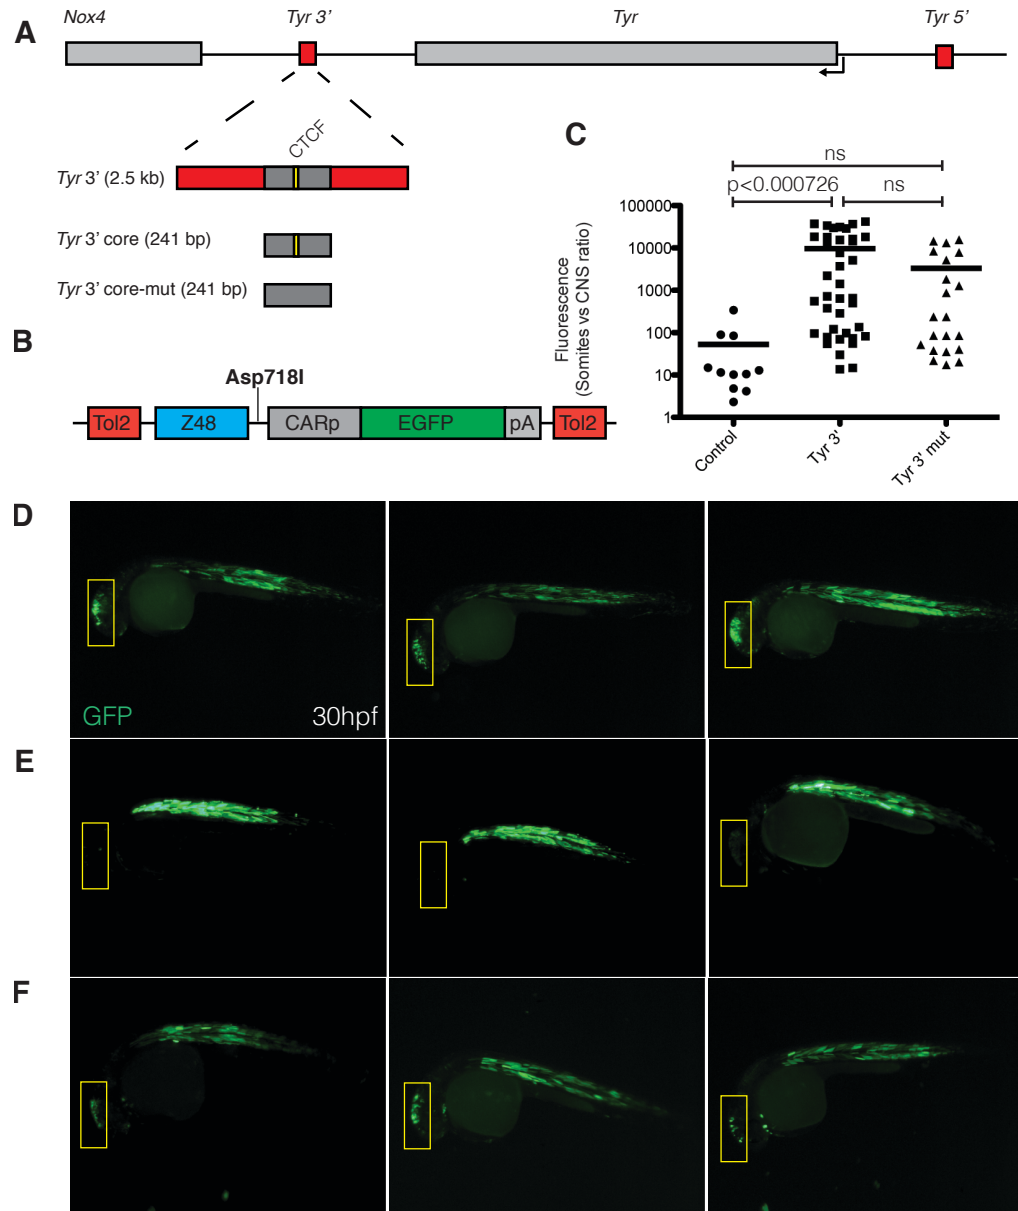 A
Nox4
Tyr 3’
Tyr
Tyr 5’
CTCF
Tyr 3’ (2.5 kb)
Tyr 3’ core (241 bp)
Tyr 3’ core-mut (241 bp)
B
Asp718I
Tol2
Z48
CARp
EGFP
pA
Tol2
C
ns
p<0.000726
ns
Fluorescence
(Somites vs CNS ratio)
100000
10000
1000
100
10
1
Control
Tyr 3'
Tyr 3' mut
D
GFP
30hpf
E
F